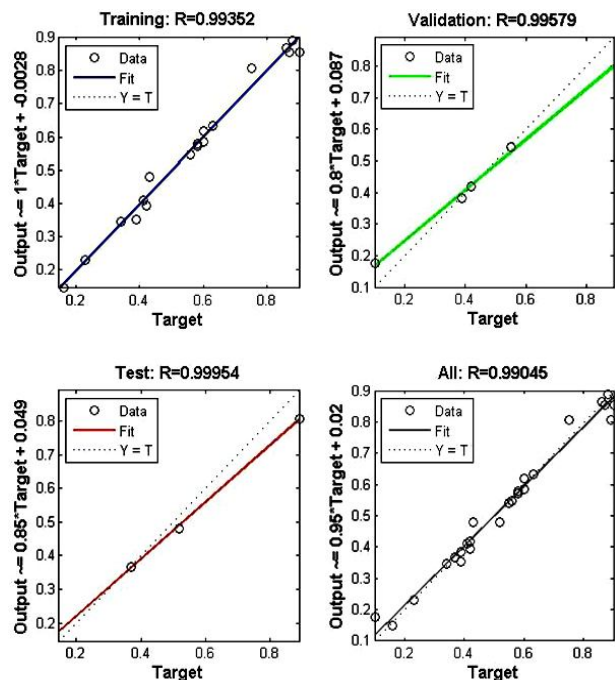 Training: R=0.99352
Output ~= 1*Target + -0.0028
0.9
0.8
0.7
0.6
0.5
0.4
0.3
0.2
Data
Fit
Y = T
0.2 0.4 0.6 0.8
Target
Validation: R=0.99579
Output ~= 0.8*Target + 0.087
0.9
0.8
0.7
0.6
0.5
0.4
0.3
0.2
0.1
Data
Fit
Y = T
0.2 0.4 0.6 0.8
Target
Test: R=0.99954
Output ~= 0.85*Target + 0.049
0.8
0.7
0.6
0.5
0.4
0.3
0.2
Data
Fit
Y = T
0.2 0.4 0.6 0.8
Target
All: R=0.99045
Output ~= 0.95*Target + 0.02
0.9
0.8
0.7
0.6
0.5
0.4
0.3
0.2
0.1
Data
Fit
Y = T
0.2 0.4 0.6 0.8
Target